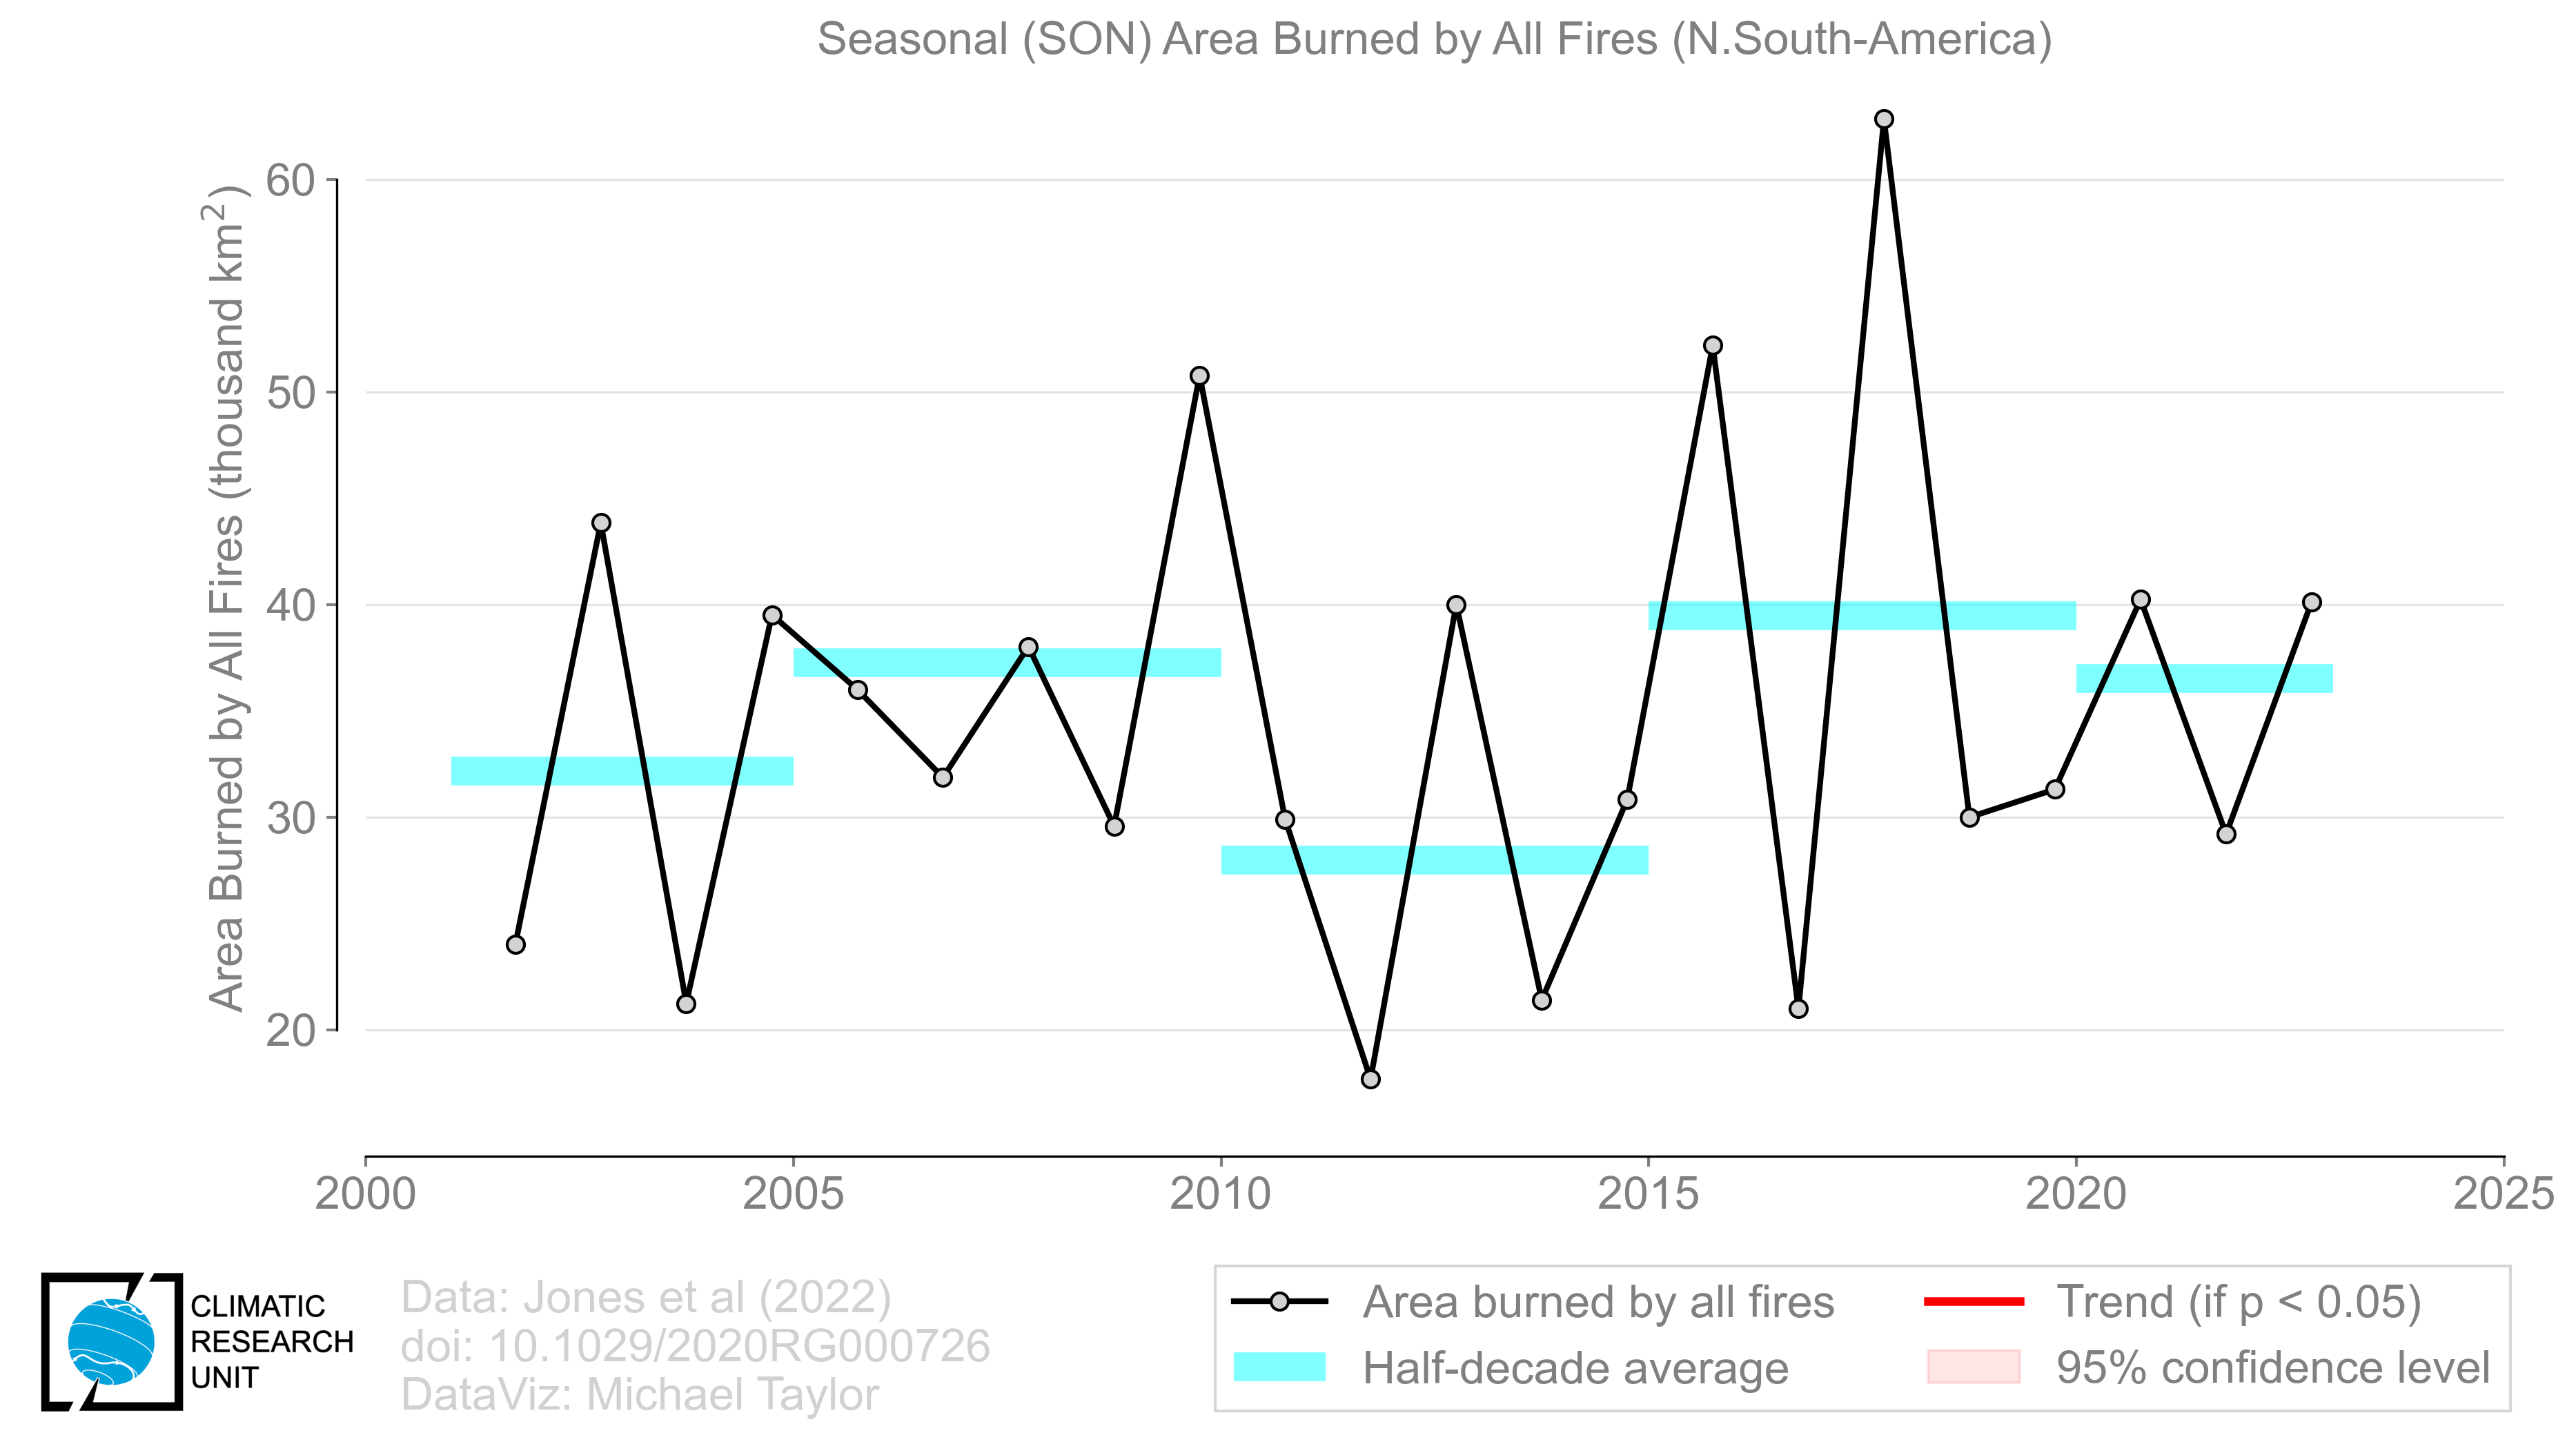 Seasonal (SON) Area Burned by All Fires (N.South-America)
Area Burned by All Fires (thousand km²)
60
50
40
30
20
2000 2005 2010 2015 2020 2025
CLIMATIC
RESEARCH
UNIT
Data: Jones et al (2022)
doi: 10.1029/2020RG000726
DataViz: Michael Taylor
Area burned by all fires
Half-decade average
Trend (if p < 0.05)
95% confidence level